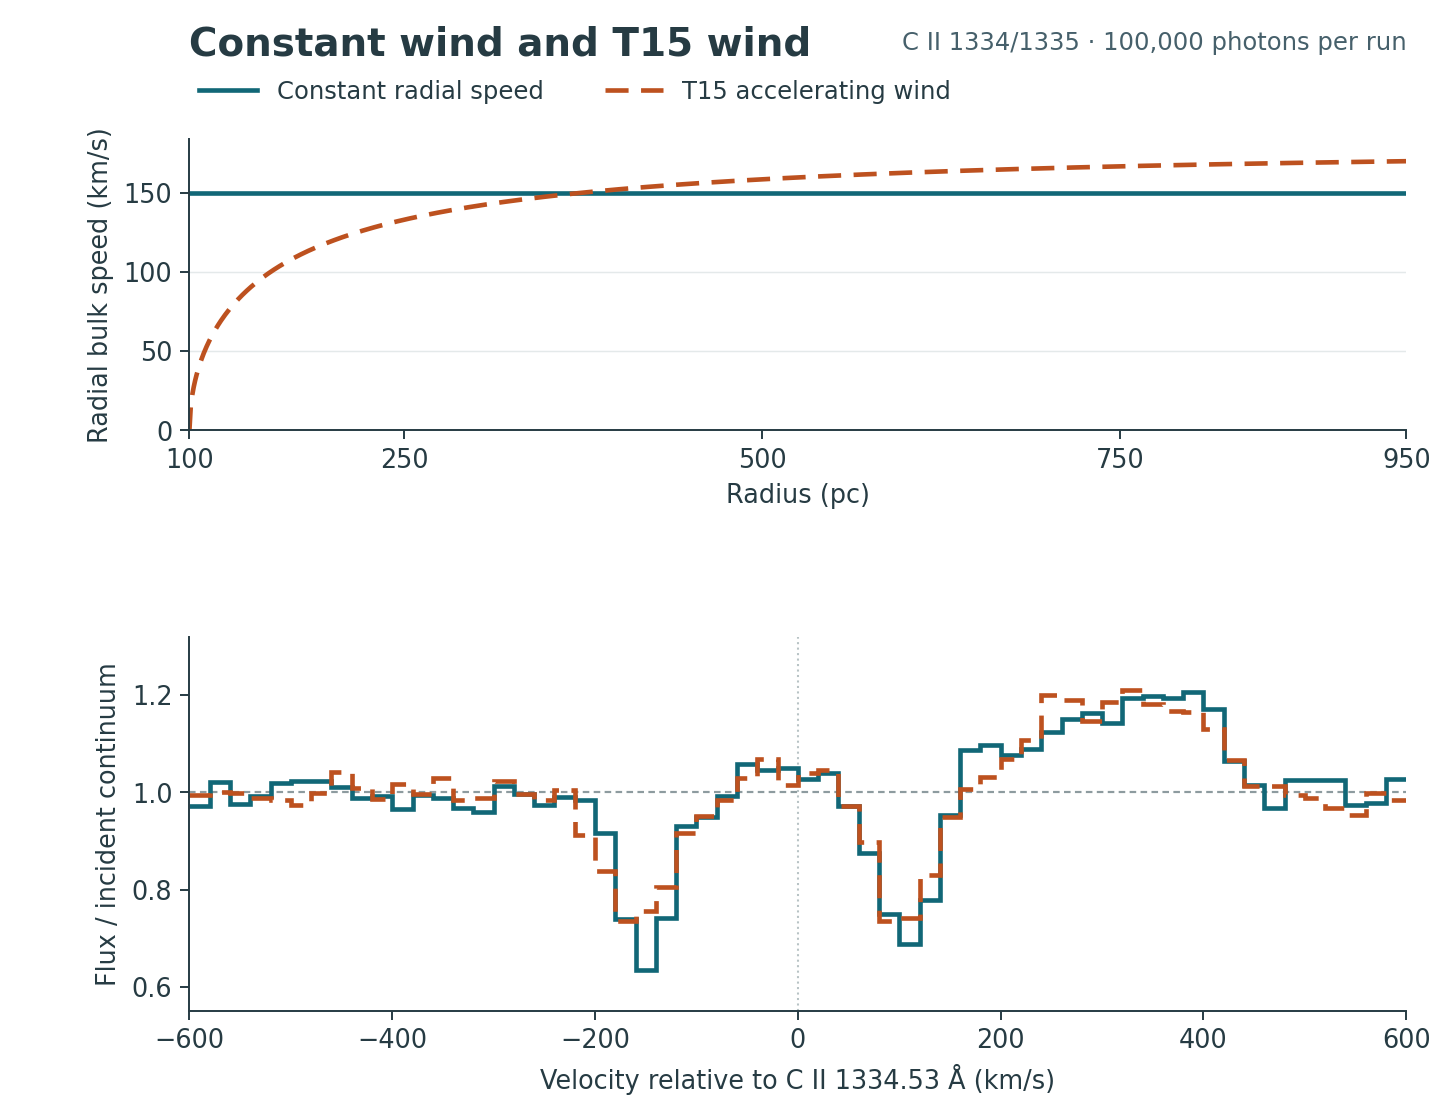 Constant wind and T15 wind
C II 1334/1335 · 100,000 photons per run
Constant radial speed
T15 accelerating wind
Radial bulk speed (km/s)
150
100
50
0
100
250
500
750
950
Radius (pc)
Flux / incident continuum
1.2
1.0
0.8
0.6
−600
−400
−200
0
200
400
600
Velocity relative to C II 1334.53 Å (km/s)